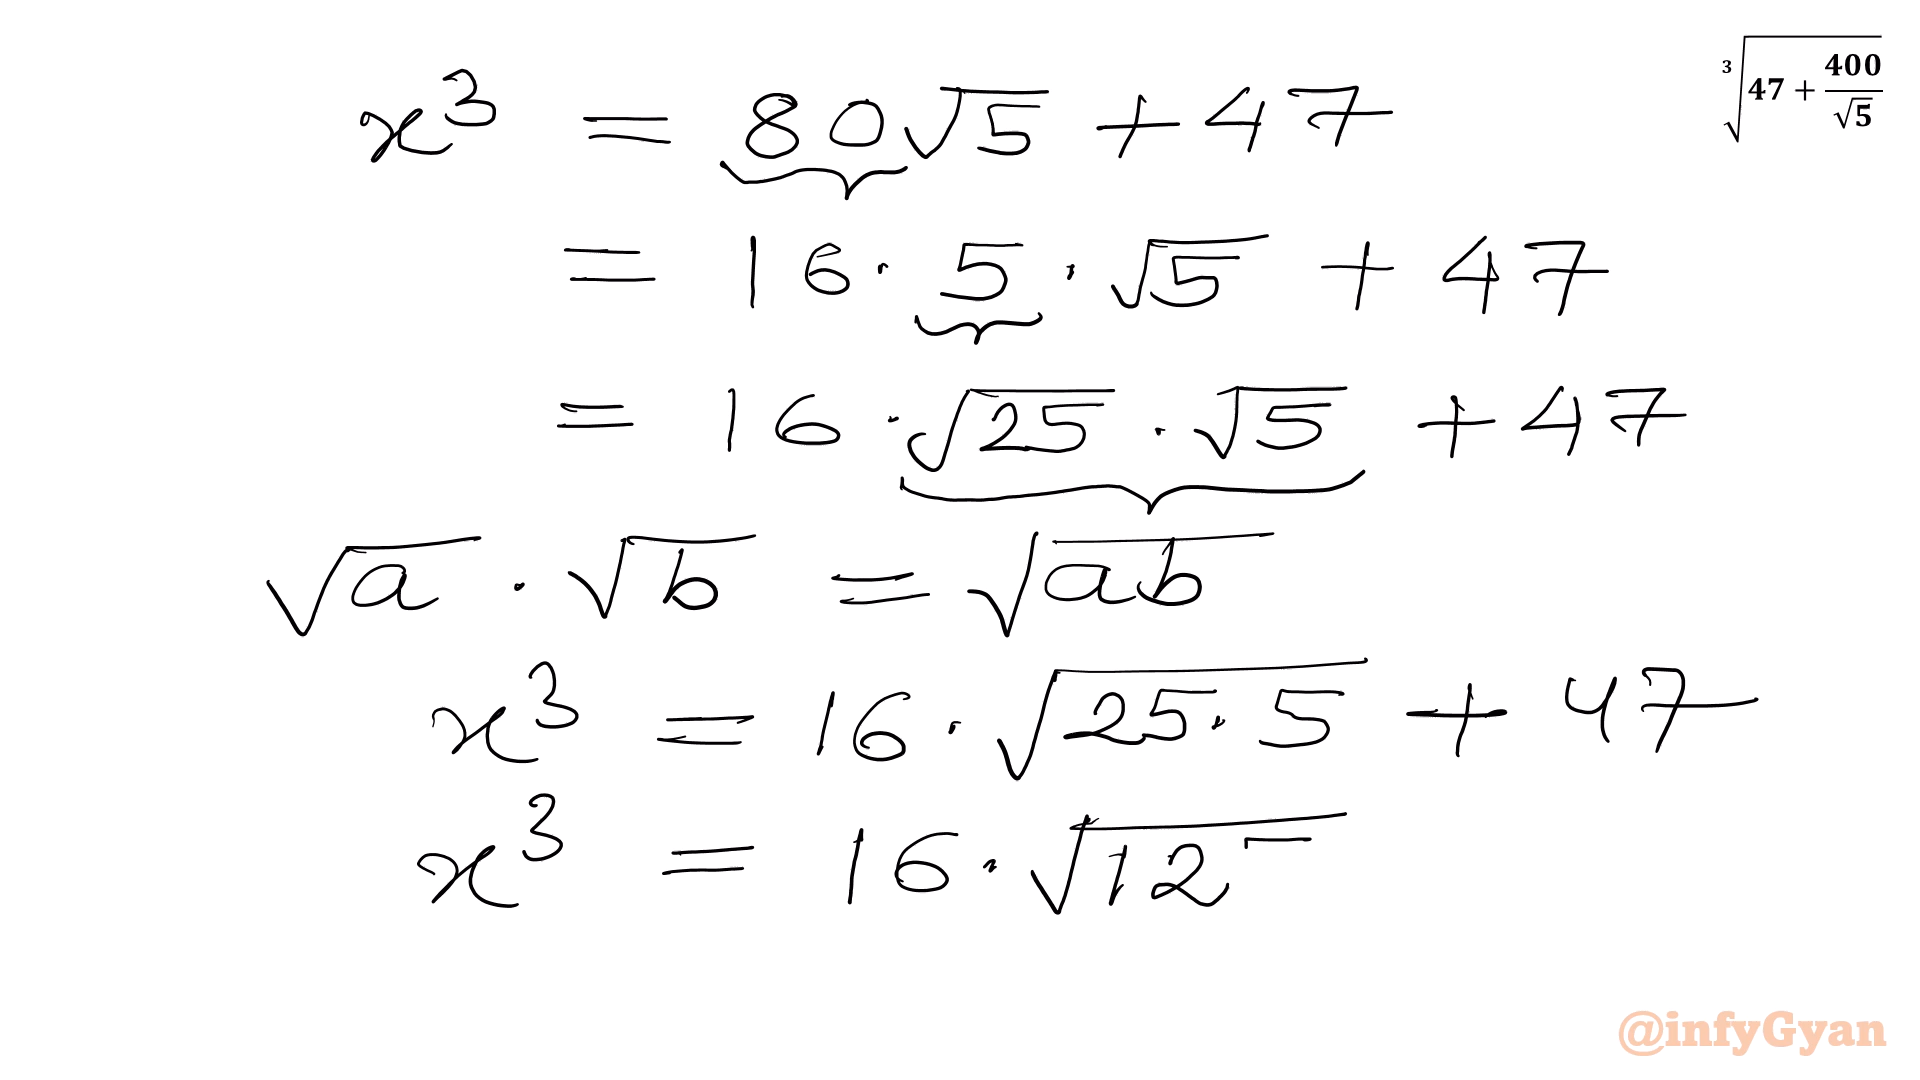 x³ = 80√5 + 47
∛(47 + 400/√5)
= 16 · 5 · √5 + 47
= 16 · √25 · √5 + 47
√a · √b = √ab
x³ = 16 · √(25 · 5) + 47
x³ = 16 · √12
@infyGyan